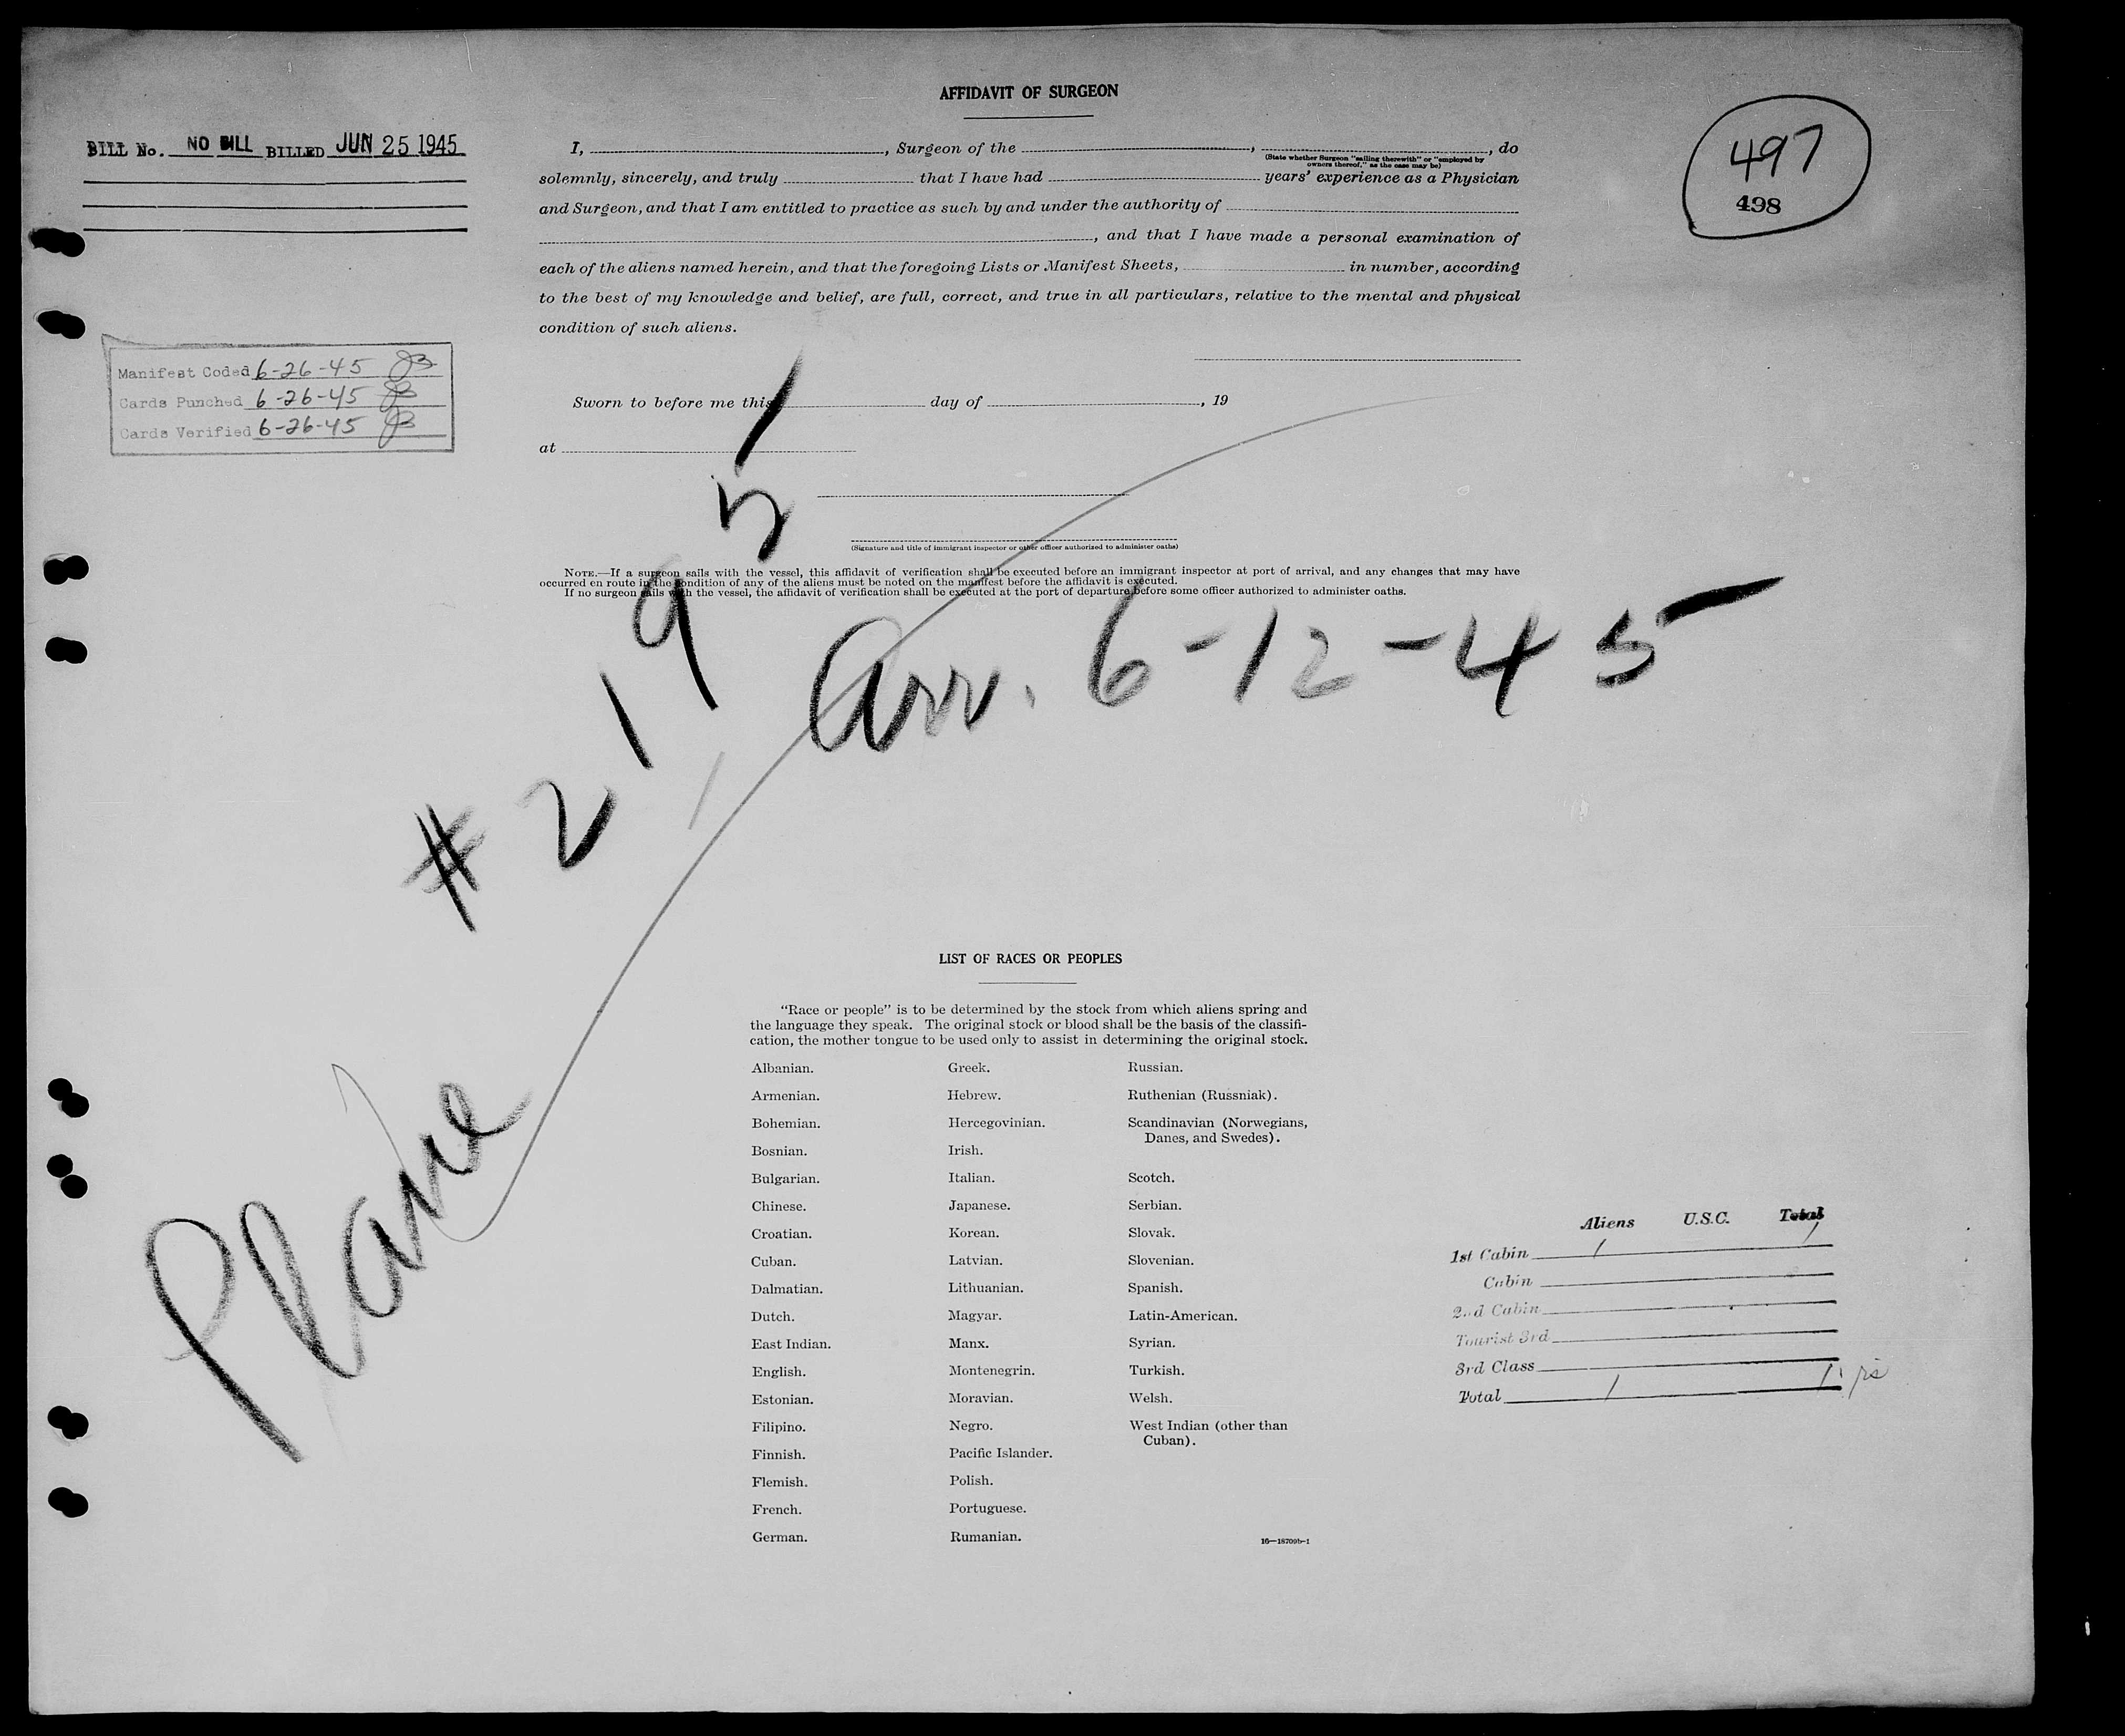 AFFIDAVIT OF SURGEON
BILL No. NO BILL BILLED JUN 25 1945
497
498
I, , Surgeon of the , , do
(State whether Surgeon "sailing therewith" or "employed by owners thereof," as the case may be)
solemnly, sincerely, and truly that I have had years' experience as a Physician
and Surgeon, and that I am entitled to practice as such by and under the authority of
, and that I have made a personal examination of
each of the aliens named herein, and that the foregoing Lists or Manifest Sheets, in number, according
to the best of my knowledge and belief, are full, correct, and true in all particulars, relative to the mental and physical
condition of such aliens.
Manifest Coded 6-26-45 JB
Cards Punched 6-26-45 JB
Cards Verified 6-26-45 JB
Sworn to before me this day of , 19
at
(Signature and title of immigrant inspector or other officer authorized to administer oaths)
NOTE.—If a surgeon sails with the vessel, this affidavit of verification shall be executed before an immigrant inspector at port of arrival, and any changes that may have
occurred en route in the condition of any of the aliens must be noted on the manifest before the affidavit is executed.
If no surgeon sails with the vessel, the affidavit of verification shall be executed at the port of departure before some officer authorized to administer oaths.
Plane # 2195
Arr. 6-12-45
LIST OF RACES OR PEOPLES
"Race or people" is to be determined by the stock from which aliens spring and
the language they speak. The original stock or blood shall be the basis of the classifi-
cation, the mother tongue to be used only to assist in determining the original stock.
Albanian. Greek. Russian.
Armenian. Hebrew. Ruthenian (Russniak).
Bohemian. Hercegovinian. Scandinavian (Norwegians,
Danes, and Swedes).
Bosnian. Irish.
Bulgarian. Italian. Scotch.
Chinese. Japanese. Serbian.
Croatian. Korean. Slovak.
Cuban. Latvian. Slovenian.
Dalmatian. Lithuanian. Spanish.
Dutch. Magyar. Latin-American.
East Indian. Manx. Syrian.
English. Montenegrin. Turkish.
Estonian. Moravian. Welsh.
Filipino. Negro. West Indian (other than
Cuban).
Finnish. Pacific Islander.
Flemish. Polish.
French. Portuguese.
German. Rumanian.
16—18709b-1
Aliens U.S.C. Total
1st Cabin 1 1
Cabin
2nd Cabin
Tourist 3rd
3rd Class
Total 1 1